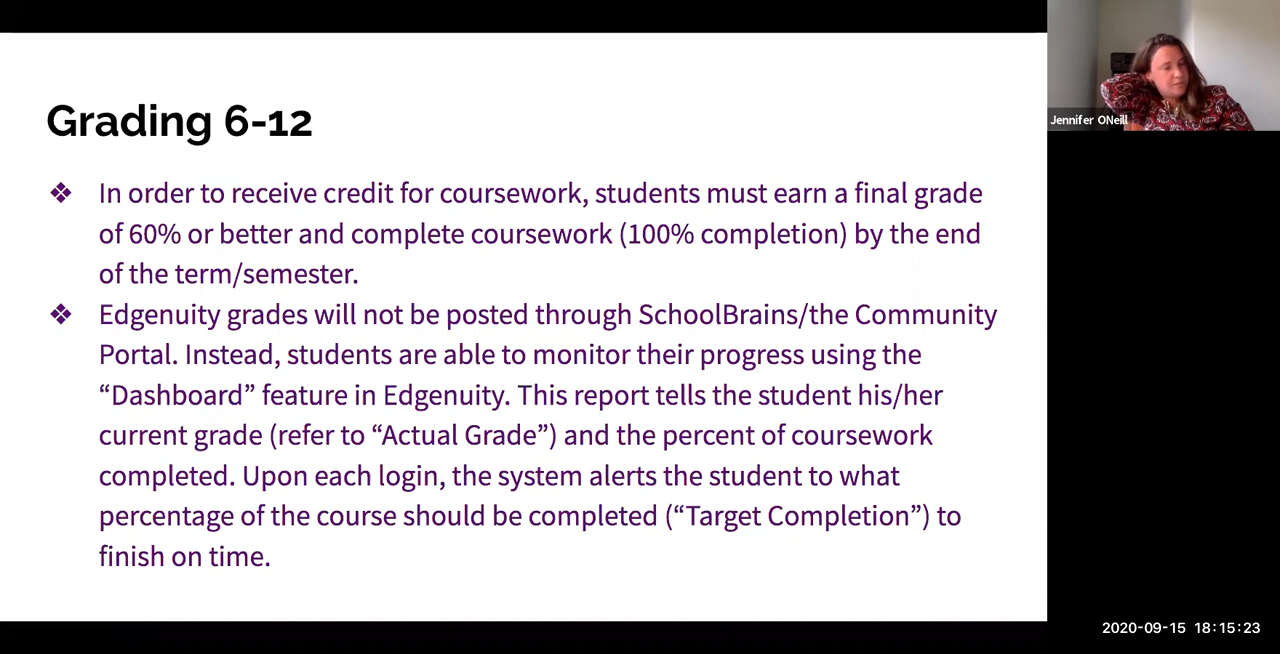 Grading 6-12
❖ In order to receive credit for coursework, students must earn a final grade
of 60% or better and complete coursework (100% completion) by the end
of the term/semester.
❖ Edgenuity grades will not be posted through SchoolBrains/the Community
Portal. Instead, students are able to monitor their progress using the
“Dashboard” feature in Edgenuity. This report tells the student his/her
current grade (refer to “Actual Grade”) and the percent of coursework
completed. Upon each login, the system alerts the student to what
percentage of the course should be completed (“Target Completion”) to
finish on time.
Jennifer ONeill
2020-09-15 18:15:23